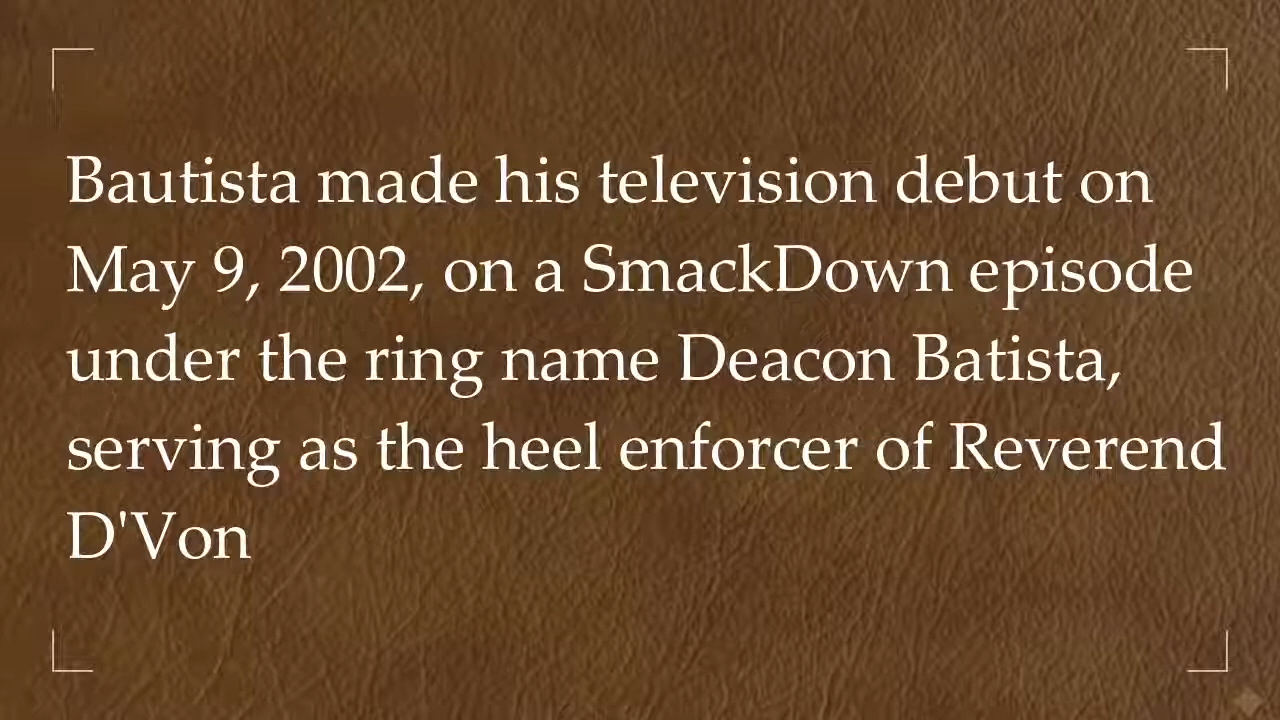 Bautista made his television debut on
May 9, 2002, on a SmackDown episode
under the ring name Deacon Batista,
serving as the heel enforcer of Reverend
D'Von